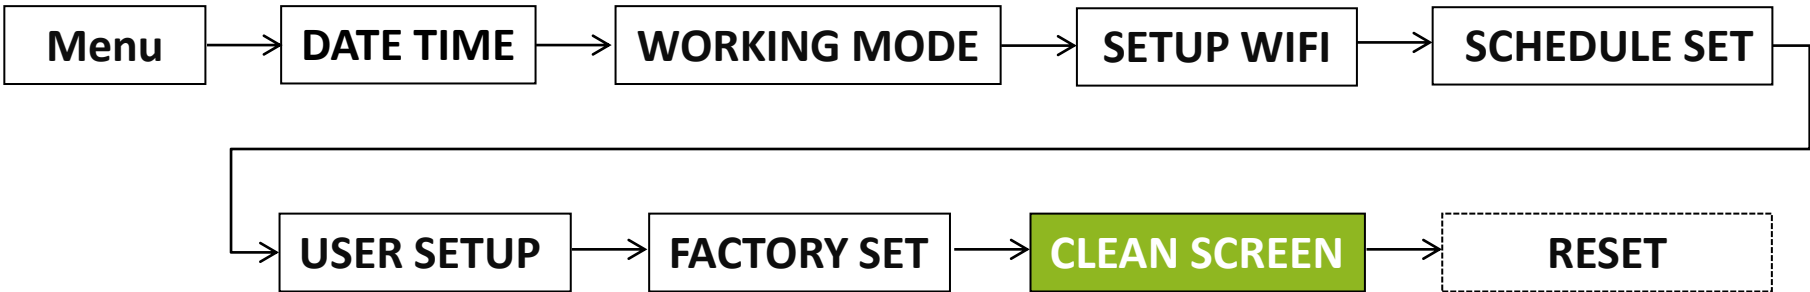 Menu
DATE TIME
WORKING MODE
SETUP WIFI
SCHEDULE SET
USER SETUP
FACTORY SET
CLEAN SCREEN
RESET